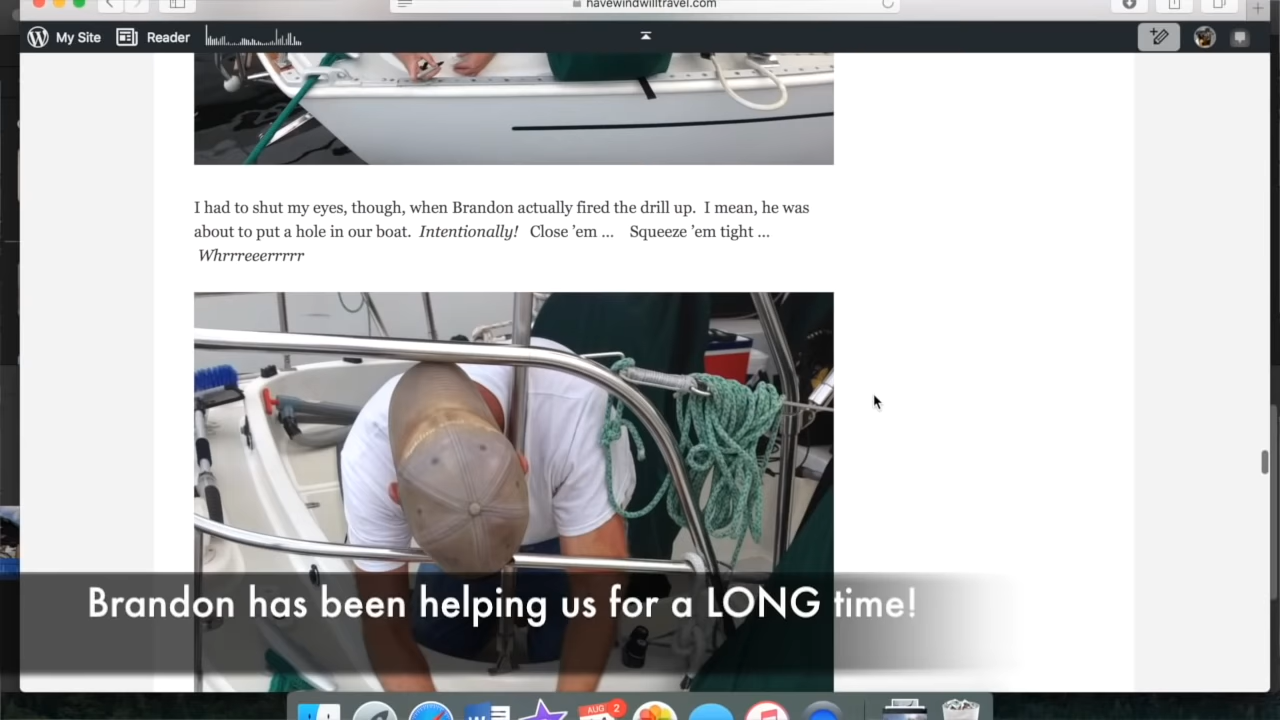 havewindwilltravel.com
My Site
Reader
I had to shut my eyes, though, when Brandon actually fired the drill up.  I mean, he was
about to put a hole in our boat.  Intentionally!   Close ’em ...    Squeeze ’em tight ...
Whrrreeerrrrr
Brandon has been helping us for a LONG time!
AUG
2